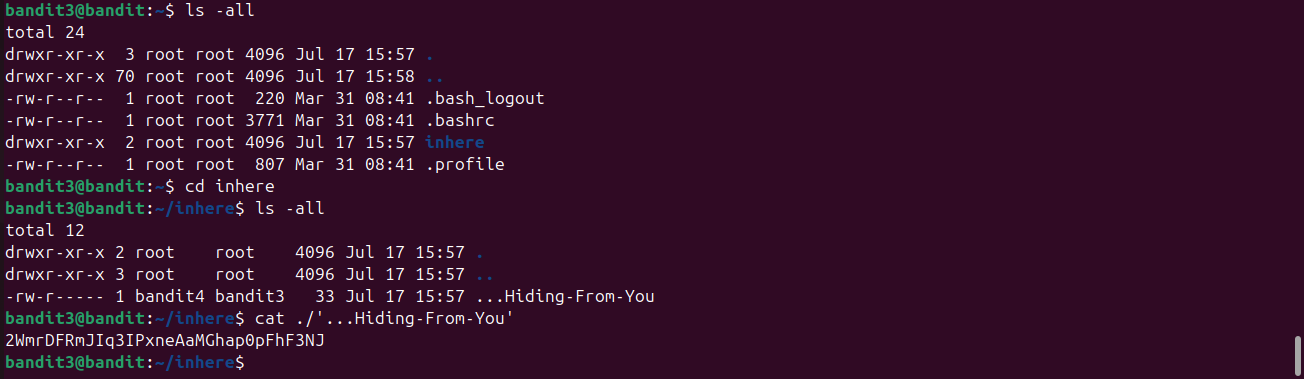 bandit3@bandit:~$ ls -all
total 24
drwxr-xr-x  3 root root 4096 Jul 17 15:57 .
drwxr-xr-x 70 root root 4096 Jul 17 15:58 ..
-rw-r--r--  1 root root  220 Mar 31 08:41 .bash_logout
-rw-r--r--  1 root root 3771 Mar 31 08:41 .bashrc
drwxr-xr-x  2 root root 4096 Jul 17 15:57 inhere
-rw-r--r--  1 root root  807 Mar 31 08:41 .profile
bandit3@bandit:~$ cd inhere
bandit3@bandit:~/inhere$ ls -all
total 12
drwxr-xr-x 2 root    root    4096 Jul 17 15:57 .
drwxr-xr-x 3 root    root    4096 Jul 17 15:57 ..
-rw-r----- 1 bandit4 bandit3   33 Jul 17 15:57 ...Hiding-From-You
bandit3@bandit:~/inhere$ cat ./'...Hiding-From-You'
2WmrDFRmJIq3IPxneAaMGhap0pFhF3NJ
bandit3@bandit:~/inhere$